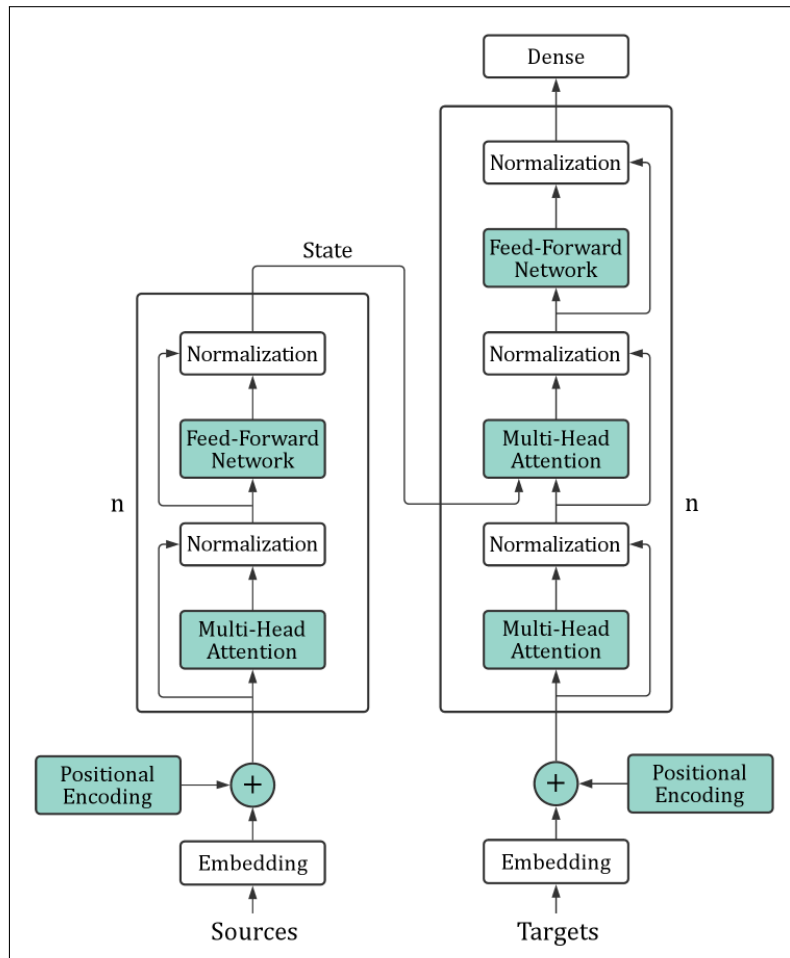 Dense
Normalization
Feed-Forward
Network
State
Normalization
Normalization
Feed-Forward
Network
Multi-Head
Attention
n
n
Normalization
Normalization
Multi-Head
Attention
Multi-Head
Attention
Positional
Encoding
+
+
Positional
Encoding
Embedding
Embedding
Sources
Targets